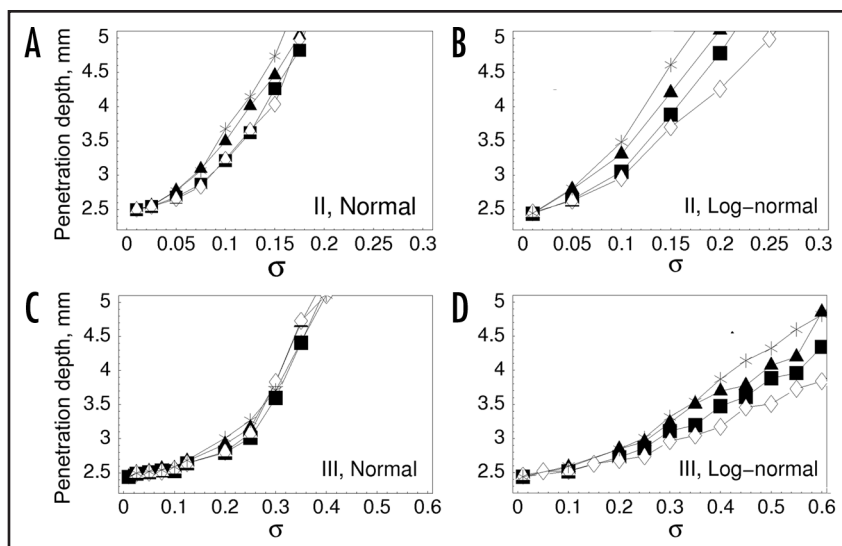 A
B
Penetration depth, mm
5
4.5
4
3.5
3
2.5
II, Normal
0 0.05 0.1 0.15 0.2 0.25 0.3
σ
5
4.5
4
3.5
3
2.5
II, Log-normal
0 0.05 0.1 0.15 0.2 0.25 0.3
σ
C
D
Penetration depth, mm
5
4.5
4
3.5
3
2.5
III, Normal
0 0.1 0.2 0.3 0.4 0.5 0.6
σ
5
4.5
4
3.5
3
2.5
III, Log-normal
0 0.1 0.2 0.3 0.4 0.5 0.6
σ